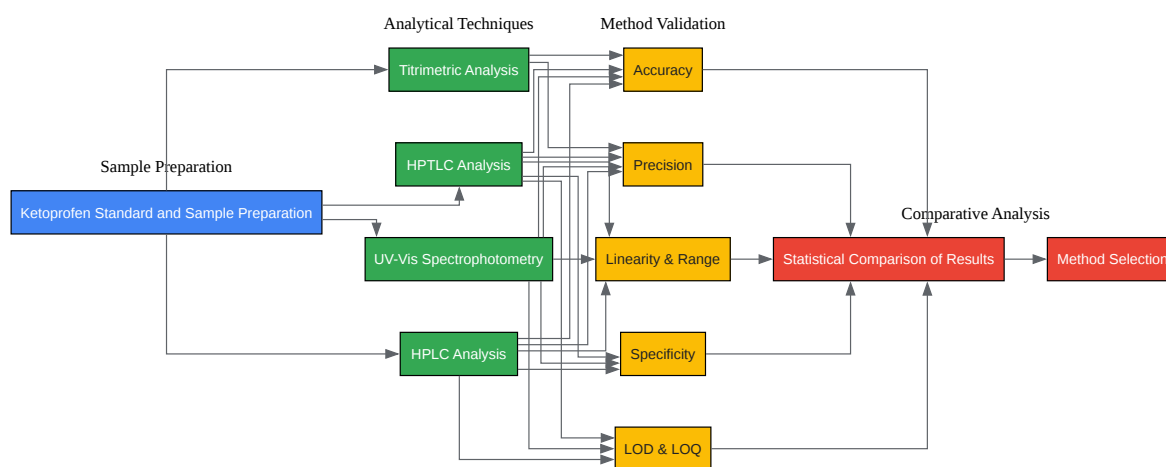 Analytical Techniques
Method Validation
Titrimetric Analysis
Accuracy
Sample Preparation
HPTLC Analysis
Precision
Ketoprofen Standard and Sample Preparation
Comparative Analysis
UV-Vis Spectrophotometry
Linearity & Range
Statistical Comparison of Results
Method Selection
HPLC Analysis
Specificity
LOD & LOQ